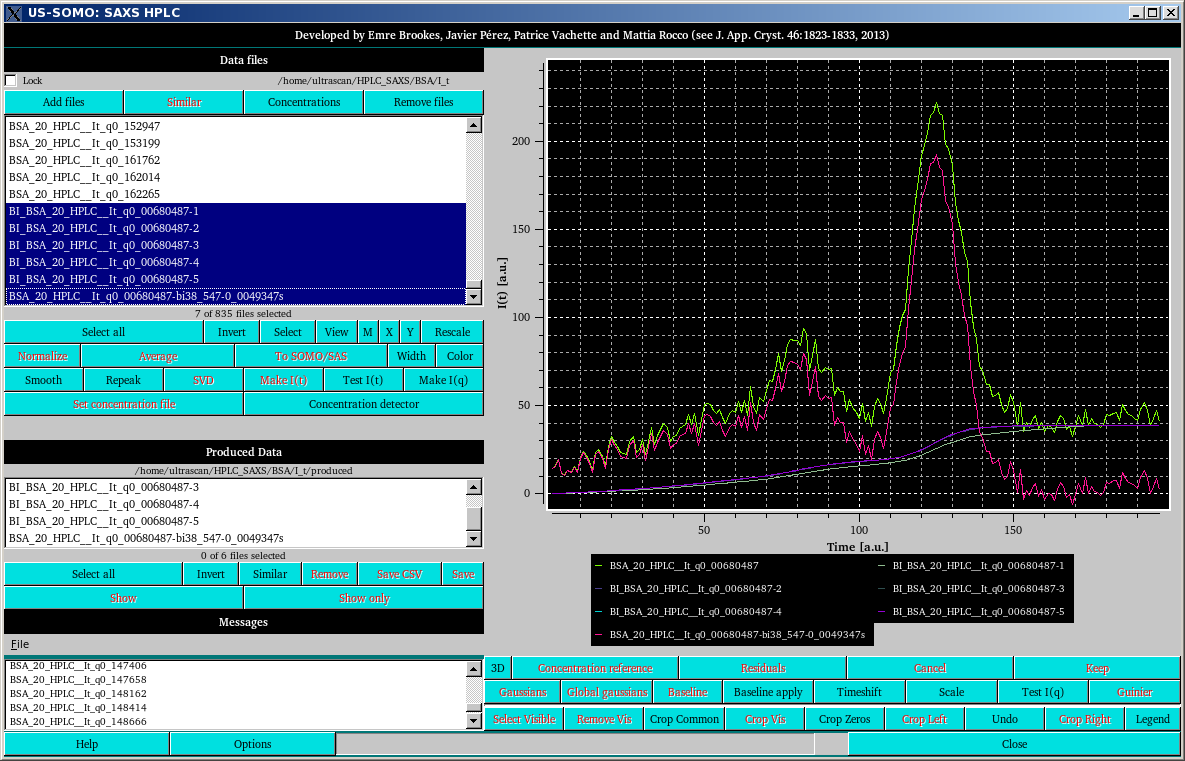 US-SOMO: SAXS HPLC
Developed by Emre Brookes, Javier Pérez, Patrice Vachette and Mattia Rocco (see J. App. Cryst. 46:1823-1833, 2013)
Data files
Lock /home/ultrascan/HPLC_SAXS/BSA/I_t
Add files Similar Concentrations Remove files
BSA_20_HPLC__It_q0_152947
BSA_20_HPLC__It_q0_153199
BSA_20_HPLC__It_q0_161762
BSA_20_HPLC__It_q0_162014
BSA_20_HPLC__It_q0_162265
BI_BSA_20_HPLC__It_q0_00680487-1
BI_BSA_20_HPLC__It_q0_00680487-2
BI_BSA_20_HPLC__It_q0_00680487-3
BI_BSA_20_HPLC__It_q0_00680487-4
BI_BSA_20_HPLC__It_q0_00680487-5
BSA_20_HPLC__It_q0_00680487-bi38_547-0_0049347s
7 of 835 files selected
Select all Invert Select View M X Y Rescale
Normalize Average To SOMO/SAS Width Color
Smooth Repeak SVD Make I(t) Test I(t) Make I(q)
Set concentration file Concentration detector
Produced Data
/home/ultrascan/HPLC_SAXS/BSA/I_t/produced
BI_BSA_20_HPLC__It_q0_00680487-3
BI_BSA_20_HPLC__It_q0_00680487-4
BI_BSA_20_HPLC__It_q0_00680487-5
BSA_20_HPLC__It_q0_00680487-bi38_547-0_0049347s
0 of 6 files selected
Select all Invert Similar Remove Save CSV Save
Show Show only
Messages
File
BSA_20_HPLC__It_q0_147406
BSA_20_HPLC__It_q0_147658
BSA_20_HPLC__It_q0_148162
BSA_20_HPLC__It_q0_148414
BSA_20_HPLC__It_q0_148666
Help Options
I(t) [a.u.]
200
150
100
50
0
50 100 150
Time [a.u.]
BSA_20_HPLC__It_q0_00680487 BI_BSA_20_HPLC__It_q0_00680487-1
BI_BSA_20_HPLC__It_q0_00680487-2 BI_BSA_20_HPLC__It_q0_00680487-3
BI_BSA_20_HPLC__It_q0_00680487-4 BI_BSA_20_HPLC__It_q0_00680487-5
BSA_20_HPLC__It_q0_00680487-bi38_547-0_0049347s
3D Concentration reference Residuals Cancel Keep
Gaussians Global gaussians Baseline Baseline apply Timeshift Scale Test I(q) Guinier
Select Visible Remove Vis Crop Common Crop Vis Crop Zeros Crop Left Undo Crop Right Legend
Close